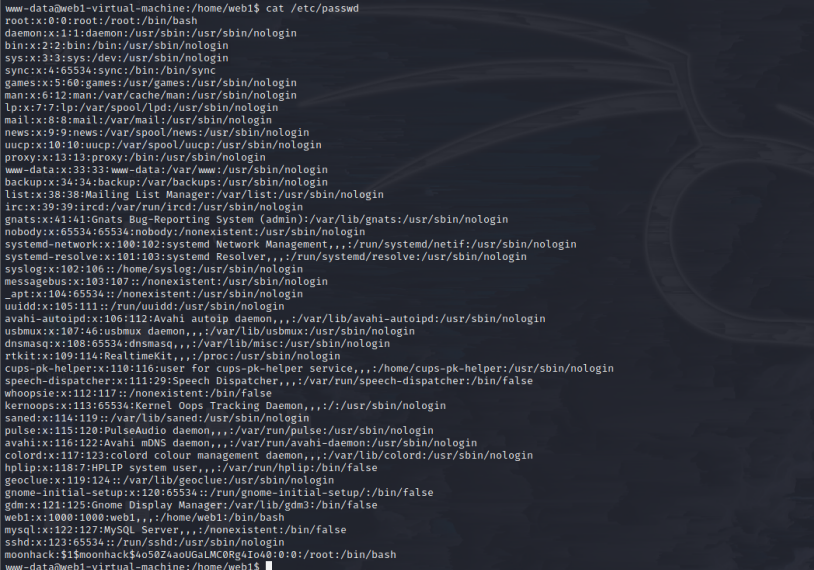 www-data@web1-virtual-machine:/home/web1$ cat /etc/passwd
root:x:0:0:root:/root:/bin/bash
daemon:x:1:1:daemon:/usr/sbin:/usr/sbin/nologin
bin:x:2:2:bin:/bin:/usr/sbin/nologin
sys:x:3:3:sys:/dev:/usr/sbin/nologin
sync:x:4:65534:sync:/bin:/bin/sync
games:x:5:60:games:/usr/games:/usr/sbin/nologin
man:x:6:12:man:/var/cache/man:/usr/sbin/nologin
lp:x:7:7:lp:/var/spool/lpd:/usr/sbin/nologin
mail:x:8:8:mail:/var/mail:/usr/sbin/nologin
news:x:9:9:news:/var/spool/news:/usr/sbin/nologin
uucp:x:10:10:uucp:/var/spool/uucp:/usr/sbin/nologin
proxy:x:13:13:proxy:/bin:/usr/sbin/nologin
www-data:x:33:33:www-data:/var/www:/usr/sbin/nologin
backup:x:34:34:backup:/var/backups:/usr/sbin/nologin
list:x:38:38:Mailing List Manager:/var/list:/usr/sbin/nologin
irc:x:39:39:ircd:/var/run/ircd:/usr/sbin/nologin
gnats:x:41:41:Gnats Bug-Reporting System (admin):/var/lib/gnats:/usr/sbin/nologin
nobody:x:65534:65534:nobody:/nonexistent:/usr/sbin/nologin
systemd-network:x:100:102:systemd Network Management,,,:/run/systemd/netif:/usr/sbin/nologin
systemd-resolve:x:101:103:systemd Resolver,,,:/run/systemd/resolve:/usr/sbin/nologin
syslog:x:102:106::/home/syslog:/usr/sbin/nologin
messagebus:x:103:107::/nonexistent:/usr/sbin/nologin
_apt:x:104:65534::/nonexistent:/usr/sbin/nologin
uuidd:x:105:111::/run/uuidd:/usr/sbin/nologin
avahi-autoipd:x:106:112:Avahi autoip daemon,,,:/var/lib/avahi-autoipd:/usr/sbin/nologin
usbmux:x:107:46:usbmux daemon,,,:/var/lib/usbmux:/usr/sbin/nologin
dnsmasq:x:108:65534:dnsmasq,,,:/var/lib/misc:/usr/sbin/nologin
rtkit:x:109:114:RealtimeKit,,,:/proc:/usr/sbin/nologin
cups-pk-helper:x:110:116:user for cups-pk-helper service,,,:/home/cups-pk-helper:/usr/sbin/nologin
speech-dispatcher:x:111:29:Speech Dispatcher,,,:/var/run/speech-dispatcher:/bin/false
whoopsie:x:112:117::/nonexistent:/bin/false
kernoops:x:113:65534:Kernel Oops Tracking Daemon,,,:/:/usr/sbin/nologin
saned:x:114:119::/var/lib/saned:/usr/sbin/nologin
pulse:x:115:120:PulseAudio daemon,,,:/var/run/pulse:/usr/sbin/nologin
avahi:x:116:122:Avahi mDNS daemon,,,:/var/run/avahi-daemon:/usr/sbin/nologin
colord:x:117:123:colord colour management daemon,,,:/var/lib/colord:/usr/sbin/nologin
hplip:x:118:7:HPLIP system user,,,:/var/run/hplip:/bin/false
geoclue:x:119:124::/var/lib/geoclue:/usr/sbin/nologin
gnome-initial-setup:x:120:65534::/run/gnome-initial-setup/:/bin/false
gdm:x:121:125:Gnome Display Manager:/var/lib/gdm3:/bin/false
web1:x:1000:1000:web1,,,:/home/web1:/bin/bash
mysql:x:122:127:MySQL Server,,,:/nonexistent:/bin/false
sshd:x:123:65534::/run/sshd:/usr/sbin/nologin
moonhack:$1$moonhack$4o50Z4aoUGaLMC0Rg4Io40:0:0:/root:/bin/bash
www-data@web1-virtual-machine:/home/web1$